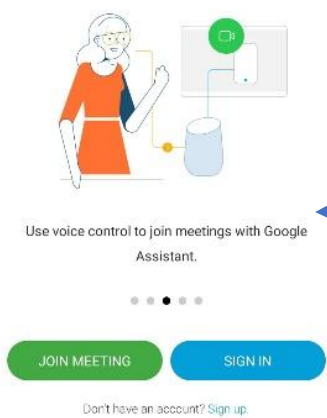 Use voice control to join meetings with Google
Assistant.
JOIN MEETING
SIGN IN
Don't have an account? Sign up.